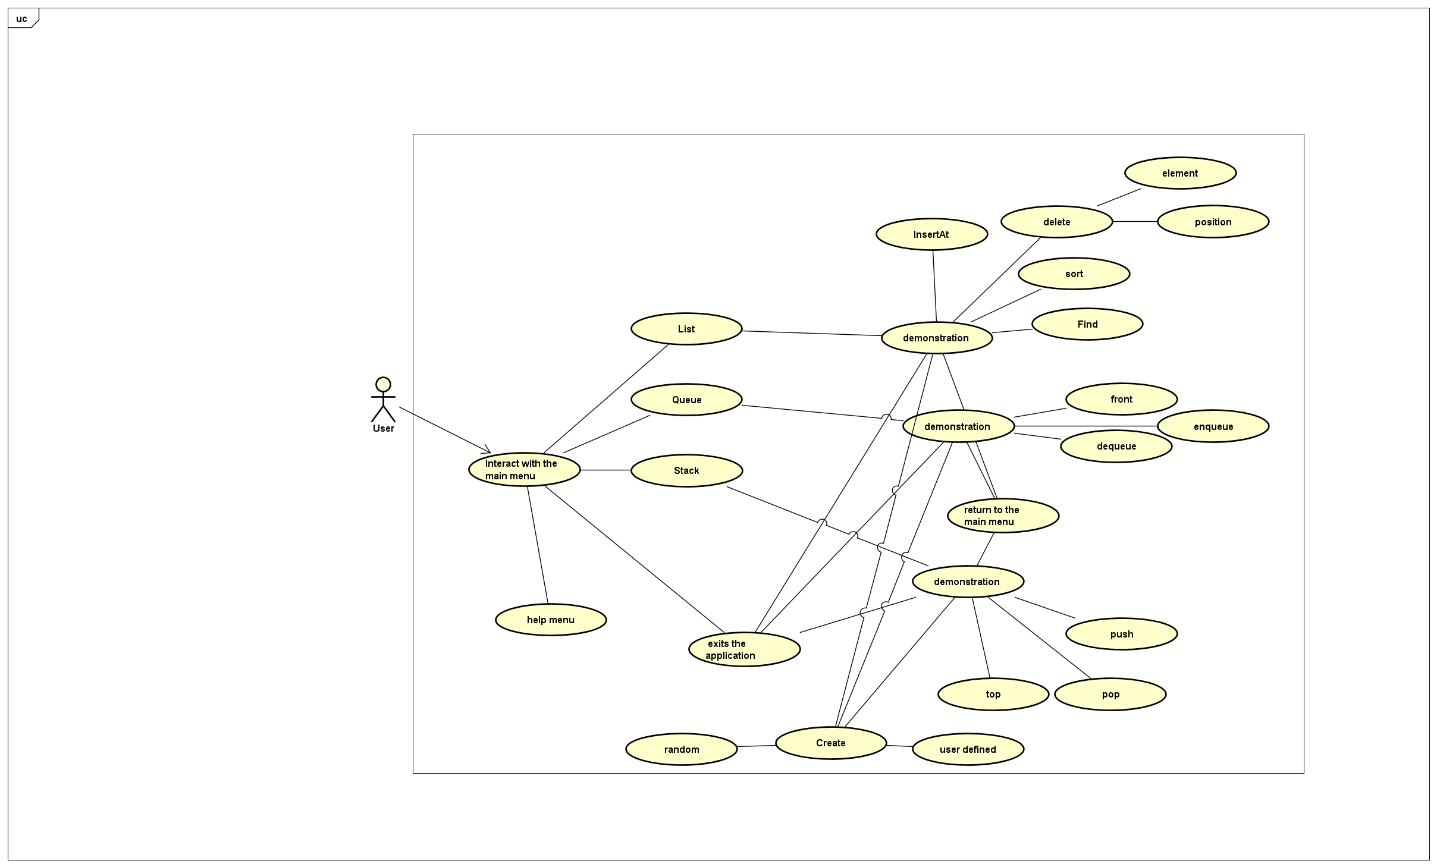 uc
element
delete
position
InsertAt
sort
List
Find
demonstration
User
Queue
front
demonstration
enqueue
dequeue
Interact with the
main menu
Stack
return to the
main menu
demonstration
help menu
exits the
application
push
top
pop
random
Create
user defined